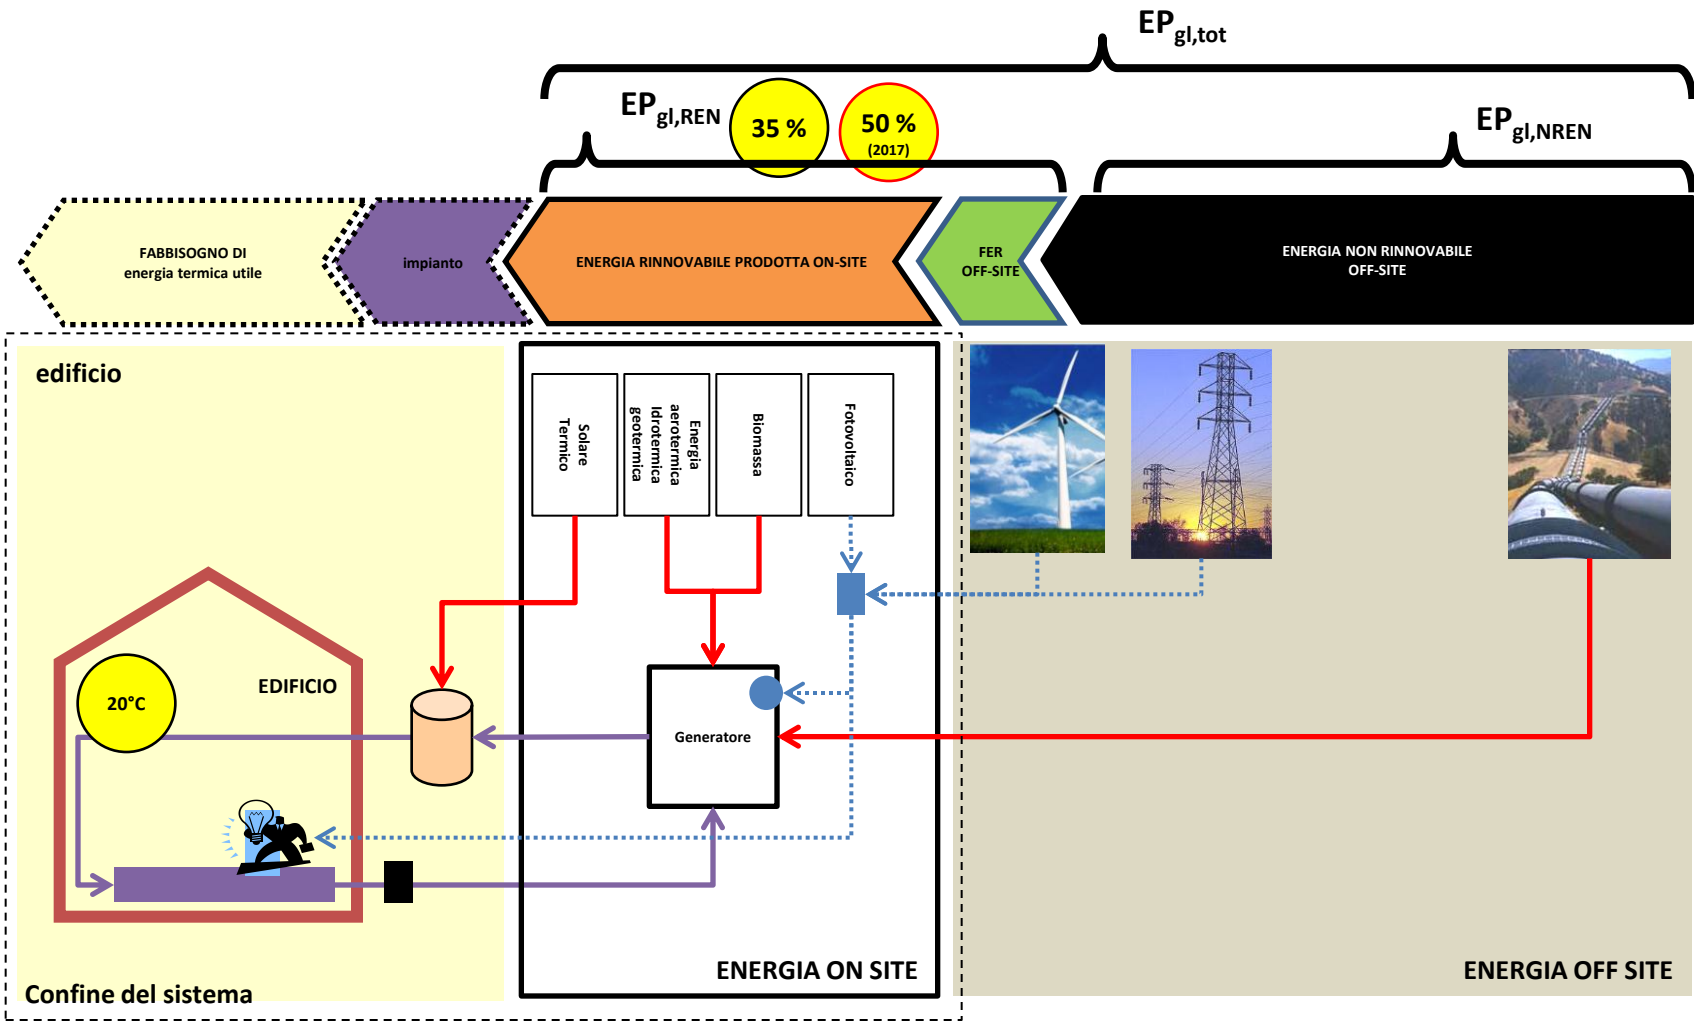 EPgl,tot
EPgl,REN
35 %
50 %
(2017)
EPgl,NREN
FABBISOGNO DI
energia termica utile
impianto
ENERGIA RINNOVABILE PRODOTTA ON-SITE
FER
OFF-SITE
ENERGIA NON RINNOVABILE
OFF-SITE
edificio
Solare
Termico
Energia
aerotermica
Idrotermica
geotermica
Biomassa
Fotovoltaico
EDIFICIO
20°C
Generatore
ENERGIA ON SITE
ENERGIA OFF SITE
Confine del sistema